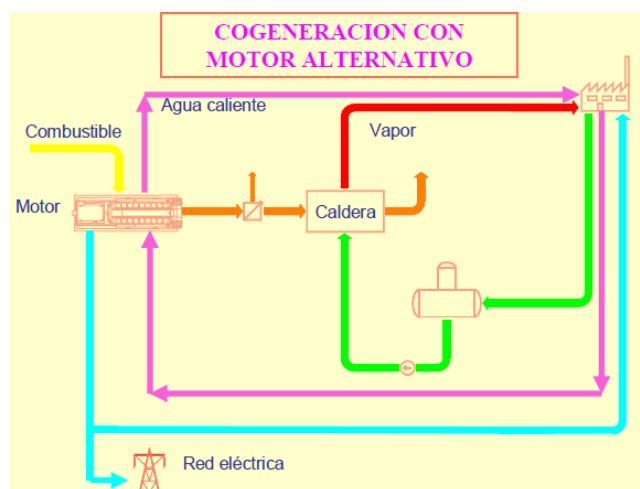 COGENERACION CON
MOTOR ALTERNATIVO
Agua caliente
Combustible
Vapor
Motor
Caldera
Red eléctrica